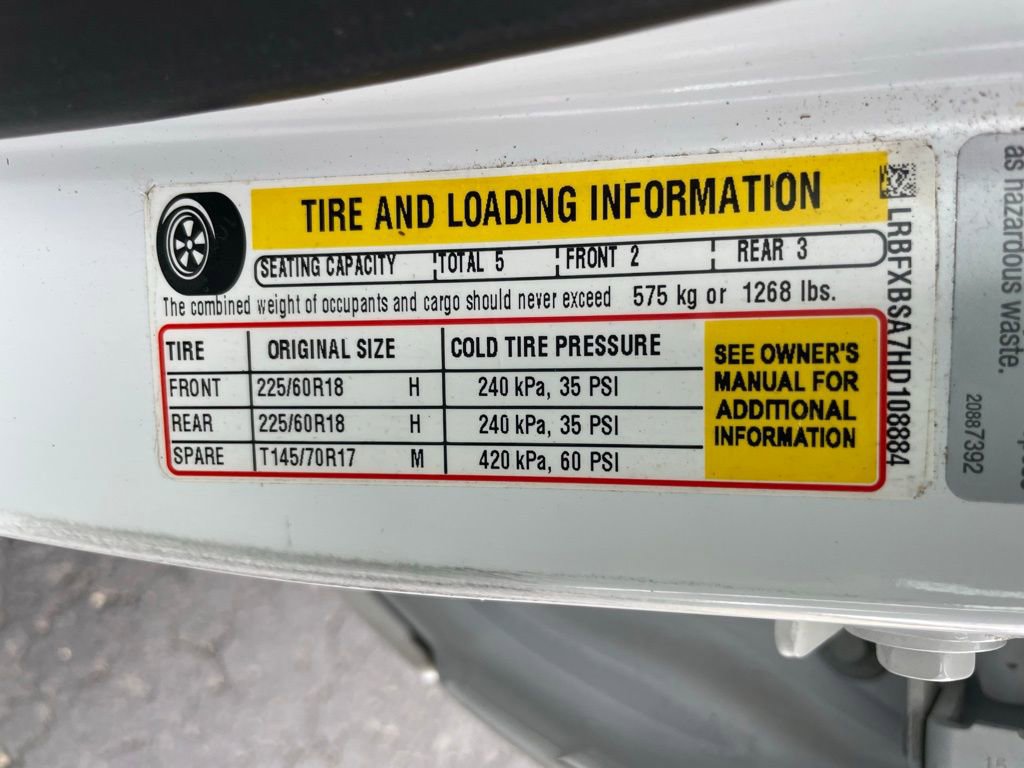 TIRE AND LOADING INFORMATION
SEATING CAPACITY TOTAL 5 FRONT 2 REAR 3
The combined weight of occupants and cargo should never exceed 575 kg or 1268 lbs.
TIRE ORIGINAL SIZE COLD TIRE PRESSURE
FRONT 225/60R18 H 240 kPa, 35 PSI
REAR 225/60R18 H 240 kPa, 35 PSI
SPARE T145/70R17 M 420 kPa, 60 PSI
SEE OWNER'S
MANUAL FOR
ADDITIONAL
INFORMATION
LRBFXBSA7HD108884
as hazardous waste.
20887392
15